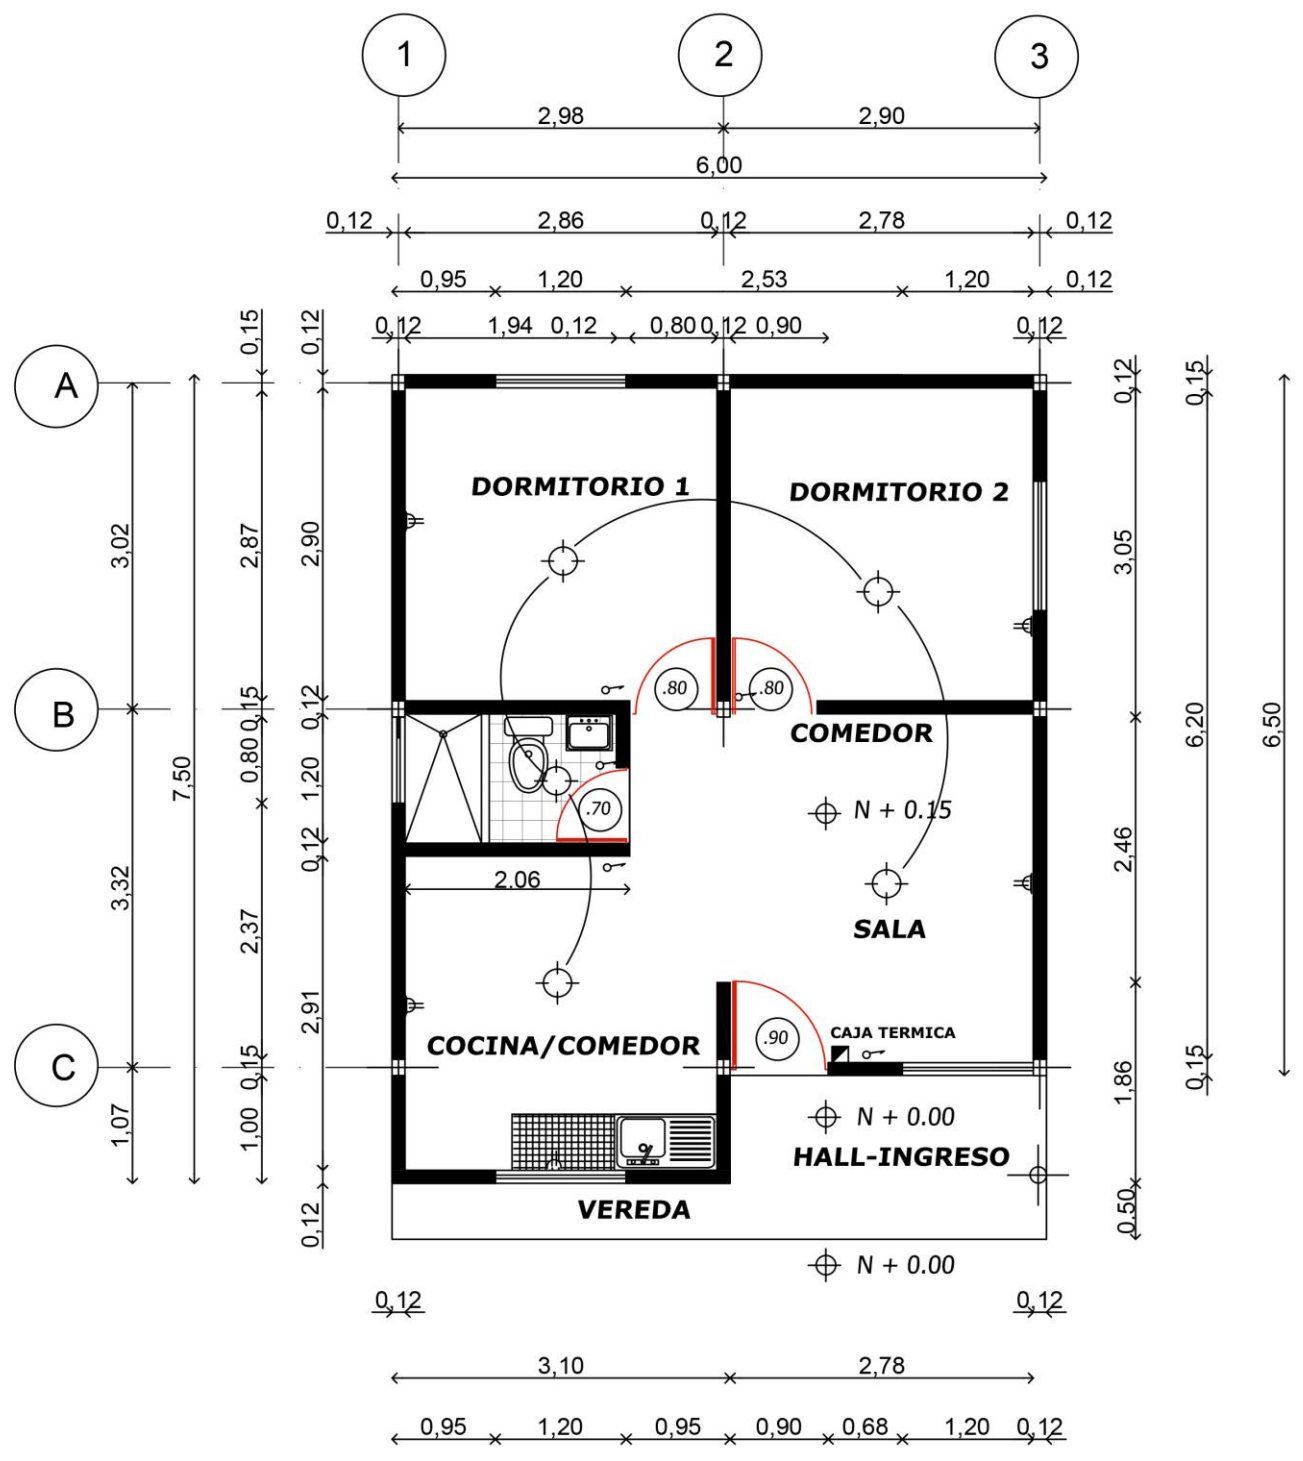 1 2 3
2,98 2,90
6,00
0,12 2,86 0,12 2,78 0,12
0,95 1,20 2,53 1,20 0,12
0,12 1,94 0,12 0,80 0,12 0,90 0,12
0,15 0,12
0,12 0,15
A
DORMITORIO 1
DORMITORIO 2
3,02 2,87 2,90
3,05
.80 .80
B
0,15 0,12
COMEDOR
7,50 0,80 1,20
6,20 6,50
.70
N + 0.15
0,12
2,46
2.06
3,32 2,37
SALA
2,91
CAJA TERMICA
.90
COCINA/COMEDOR
C
0,15
0,15
1,07 1,00
1,86
N + 0.00
HALL-INGRESO
VEREDA
0,12
0.50
N + 0.00
0,12 0,12
3,10 2,78
0,95 1,20 0,95 0,90 0,68 1,20 0,12